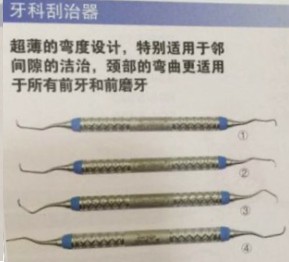 牙科刮治器
超薄的弯度设计，特别适用于邻
间隙的洁治，颈部的弯曲更适用
于所有前牙和前磨牙
①
②
③
④